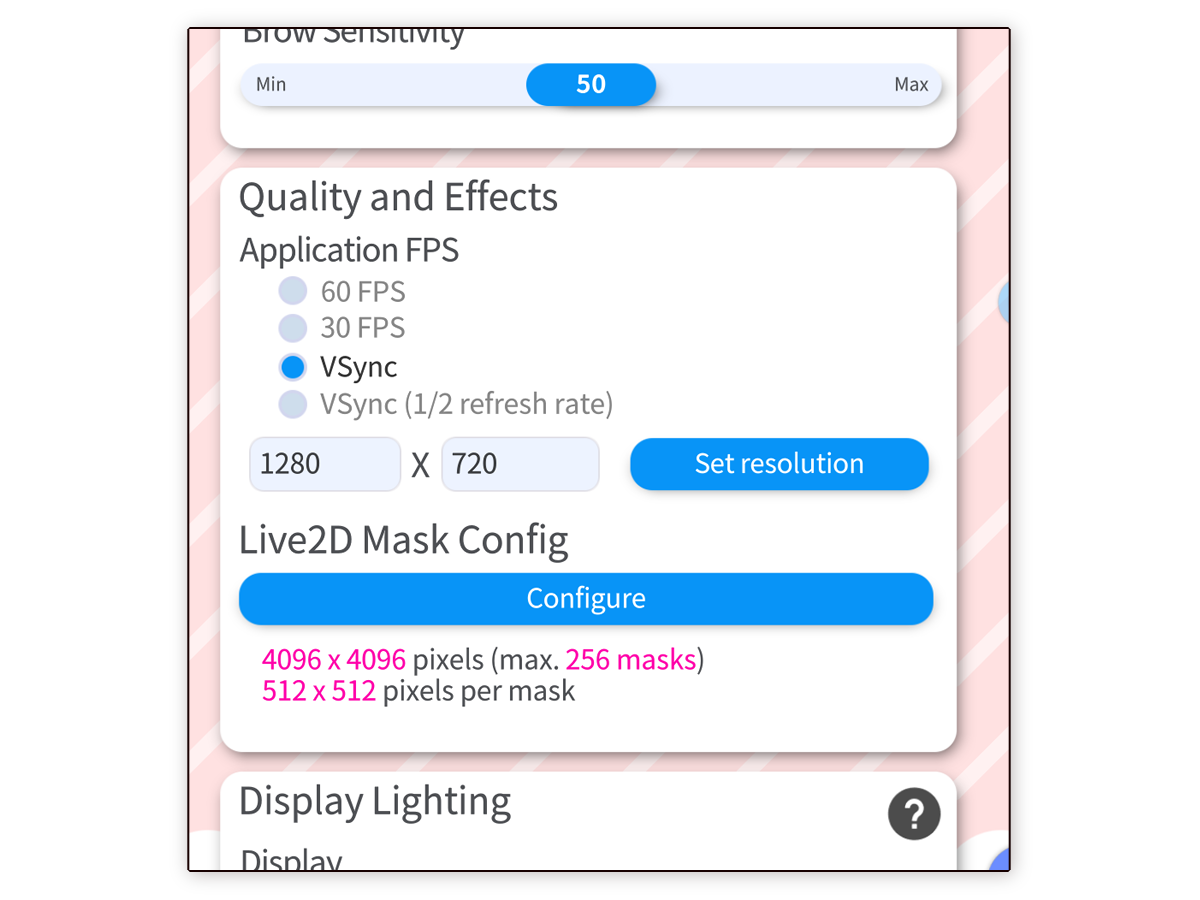 Brow Sensitivity
Min 50 Max
Quality and Effects
Application FPS
60 FPS
30 FPS
VSync
VSync (1/2 refresh rate)
1280 X 720 Set resolution
Live2D Mask Config
Configure
4096 x 4096 pixels (max. 256 masks)
512 x 512 pixels per mask
Display Lighting
?
Display